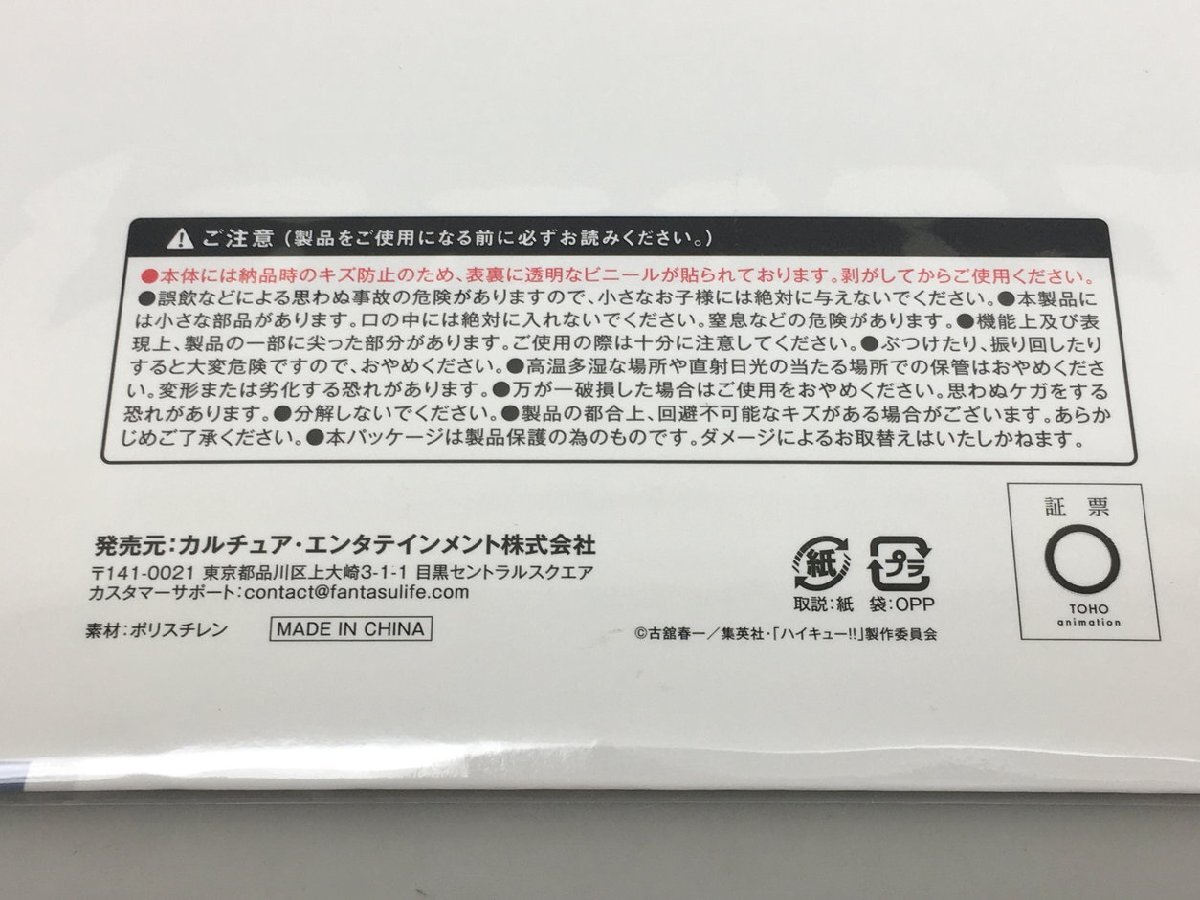 ご注意（製品をご使用になる前に必ずお読みください。）
●本体には納品時のキズ防止のため、表裏に透明なビニールが貼られております。剥がしてからご使用ください。
●誤飲などによる思わぬ事故の危険がありますので、小さなお子様には絶対に与えないでください。●本製品に
は小さな部品があります。口の中には絶対に入れないでください。窒息などの危険があります。●機能上及び表
現上、製品の一部に尖った部分があります。ご使用の際は十分に注意してください。●ぶつけたり、振り回したり
すると大変危険ですので、おやめください。●高温多湿な場所や直射日光の当たる場所での保管はおやめくださ
い。変形または劣化する恐れがあります。●万が一破損した場合はご使用をおやめください。思わぬケガをする
恐れがあります。●分解しないでください。●製品の都合上、回避不可能なキズがある場合がございます。あらか
じめご了承ください。●本パッケージは製品保護の為のものです。ダメージによるお取替えはいたしかねます。
発売元：カルチュア・エンタテインメント株式会社
〒141-0021 東京都品川区上大崎3-1-1 目黒セントラルスクエア
カスタマーサポート：contact@fantasulife.com
素材：ポリスチレン MADE IN CHINA
紙 プラ
取説：紙 袋：OPP
©古舘春一／集英社・「ハイキュー!!」製作委員会
証票
TOHO
animation